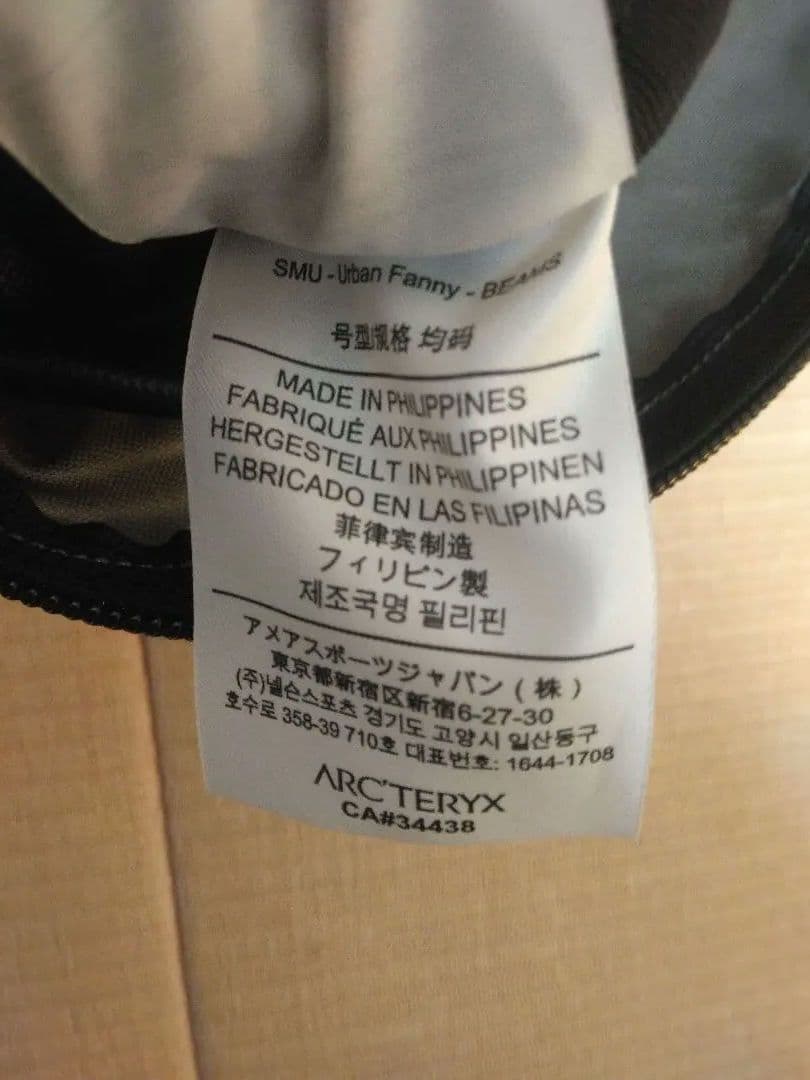 SMU - Urban Fanny - BEAMS
号型规格 均码
MADE IN PHILIPPINES
FABRIQUÉ AUX PHILIPPINES
HERGESTELLT IN PHILIPPINEN
FABRICADO EN LAS FILIPINAS
菲律宾制造
フィリピン製
제조국명 필리핀
アメアスポーツジャパン（株）
東京都新宿区新宿6-27-30
(주)넬슨스포츠 경기도 고양시 일산동구
호수로 358-39 710호 대표번호: 1644-1708
ARC'TERYX
CA#34438